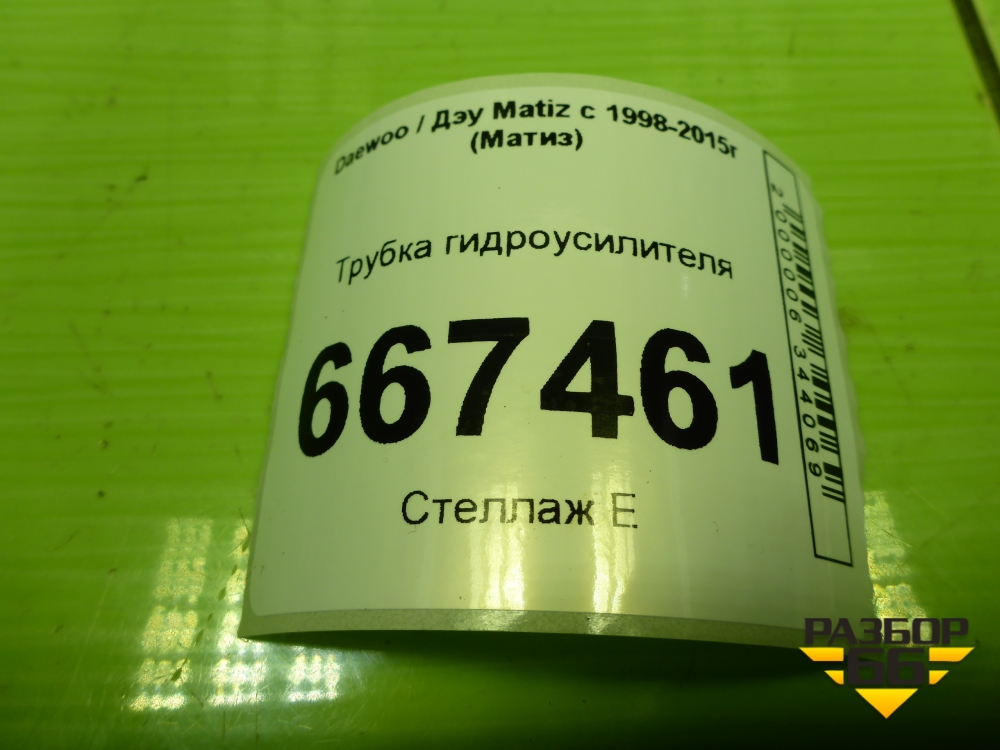 Daewoo / Дэу Matiz с 1998-2015г
(Матиз)
Трубка гидроусилителя
667461
Стеллаж Е
2000006344069
РАЗБОР
66